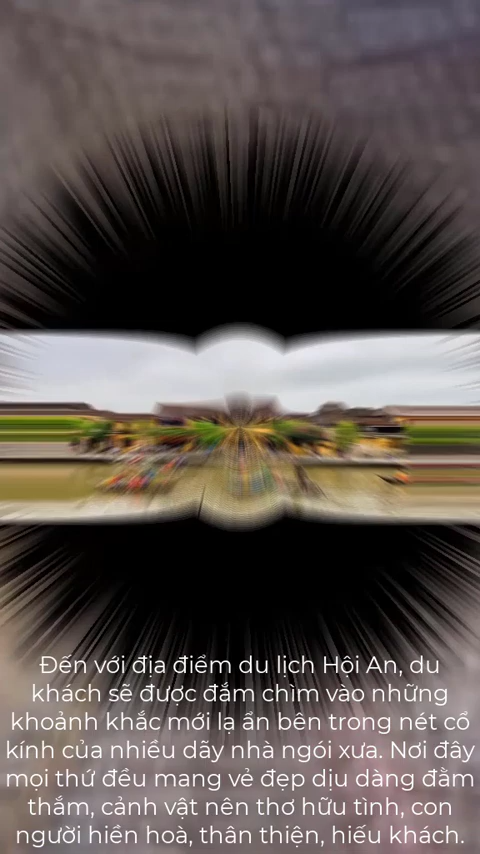 Đến với địa điểm du lịch Hội An, du
khách sẽ được đắm chìm vào những
khoảnh khắc mới lạ ẩn bên trong nét cổ
kính của nhiều dãy nhà ngói xưa. Nơi đây
mọi thứ đều mang vẻ đẹp dịu dàng đằm
thắm, cảnh vật nên thơ hữu tình, con
người hiền hoà, thân thiện, hiếu khách.